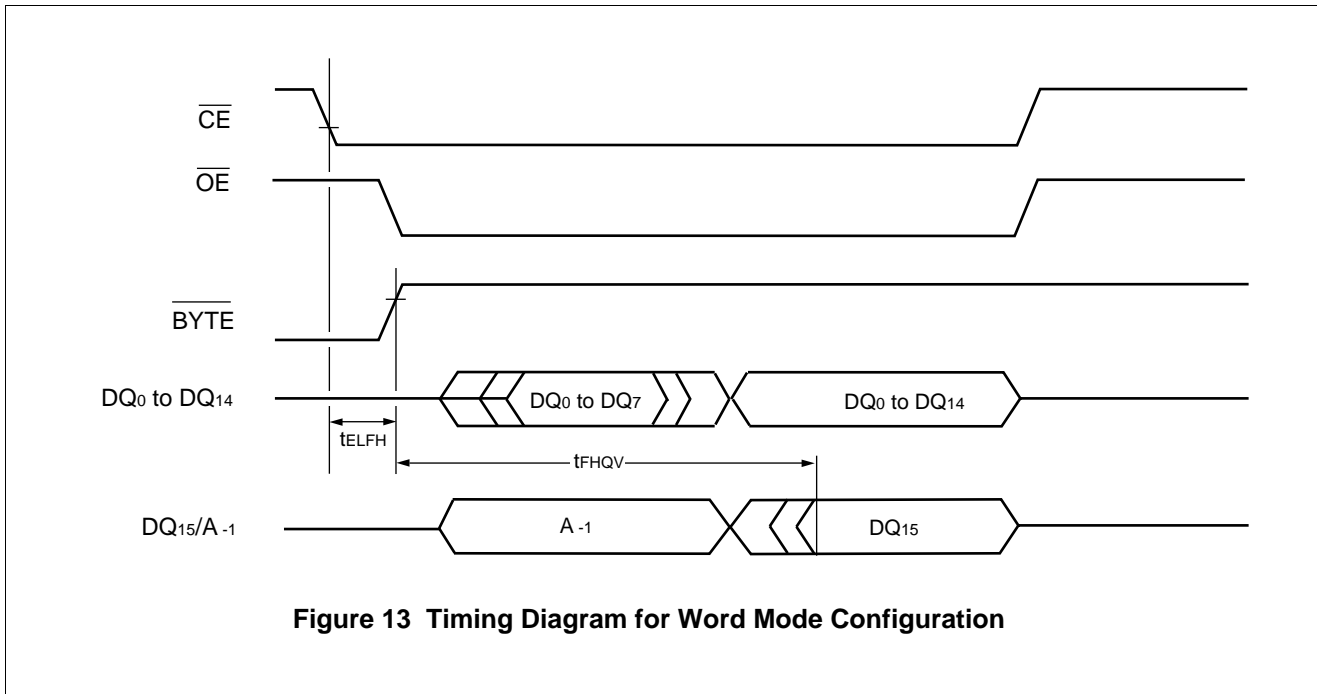 CE
OE
BYTE
DQ0 to DQ14
DQ0 to DQ7
DQ0 to DQ14
tELFH
tFHQV
DQ15/A -1
A -1
DQ15
Figure 13 Timing Diagram for Word Mode Configuration